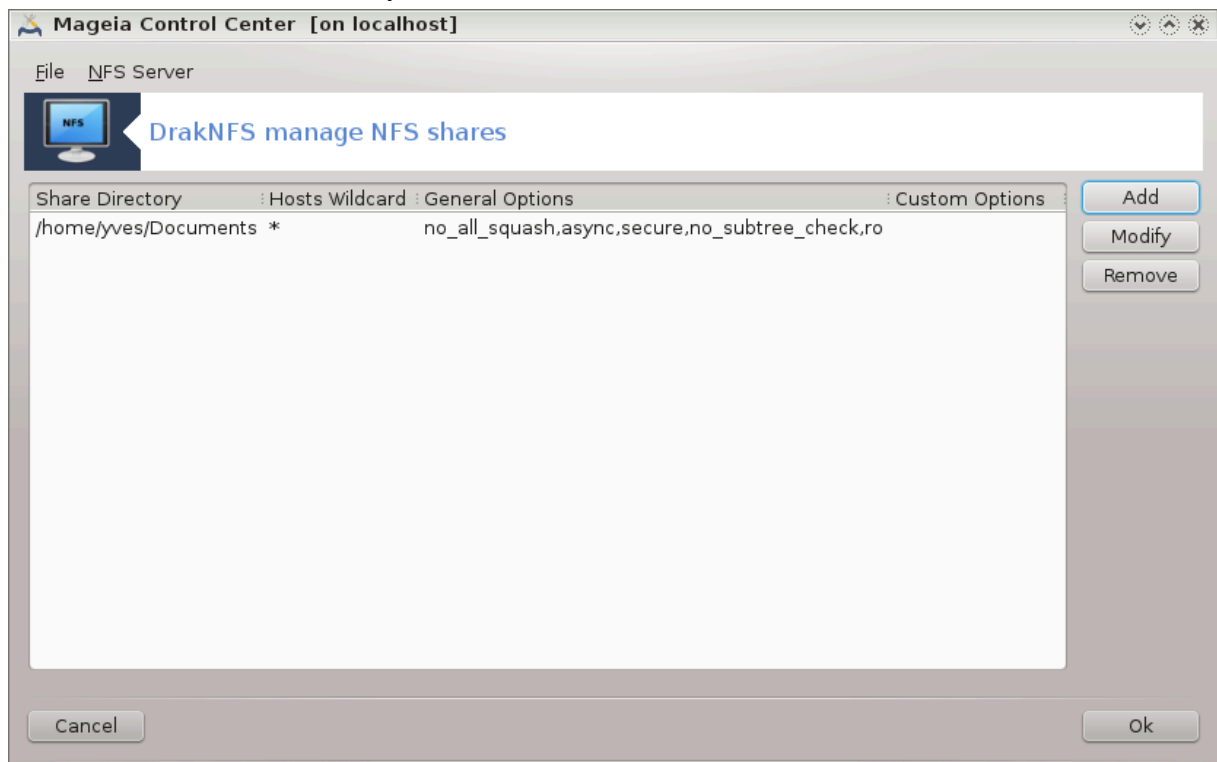 Mageia Control Center [on localhost]
File NFS Server
NFS
DrakNFS manage NFS shares
Share Directory Hosts Wildcard General Options Custom Options
/home/yves/Documents * no_all_squash,async,secure,no_subtree_check,ro
Add
Modify
Remove
Cancel Ok